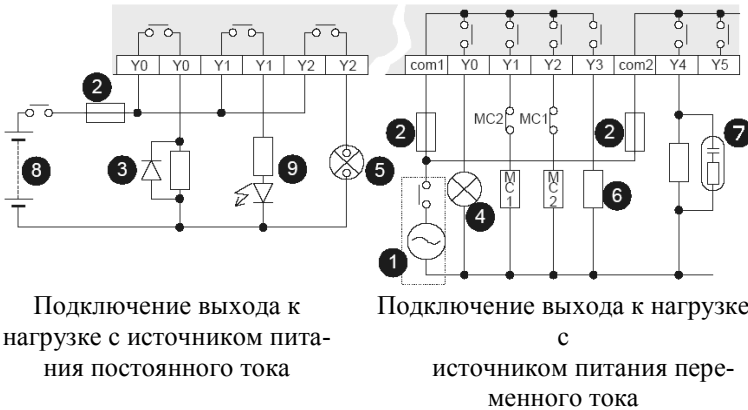 Y0 Y0 Y1 Y1 Y2 Y2
com1 Y0 Y1 Y2 Y3 com2 Y4 Y5
2
3
8
9
5
2
MC2
MC1
2
7
MC1
MC2
4
6
1
Подключение выхода к
нагрузке с источником пита-
ния постоянного тока
Подключение выхода к нагрузке
с
источником питания пере-
менного тока